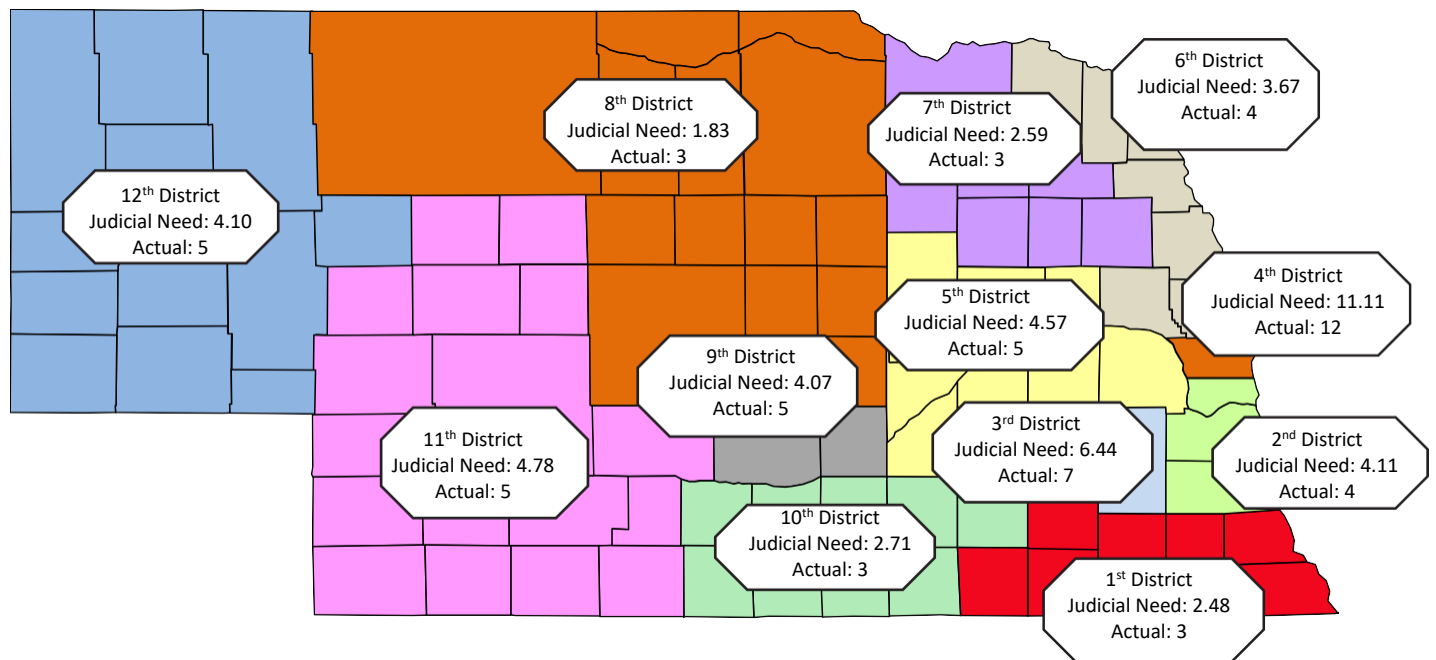 6th District
Judicial Need: 3.67
Actual: 4
8th District
Judicial Need: 1.83
Actual: 3
7th District
Judicial Need: 2.59
Actual: 3
12th District
Judicial Need: 4.10
Actual: 5
4th District
Judicial Need: 11.11
Actual: 12
5th District
Judicial Need: 4.57
Actual: 5
9th District
Judicial Need: 4.07
Actual: 5
11th District
Judicial Need: 4.78
Actual: 5
3rd District
Judicial Need: 6.44
Actual: 7
2nd District
Judicial Need: 4.11
Actual: 4
10th District
Judicial Need: 2.71
Actual: 3
1st District
Judicial Need: 2.48
Actual: 3